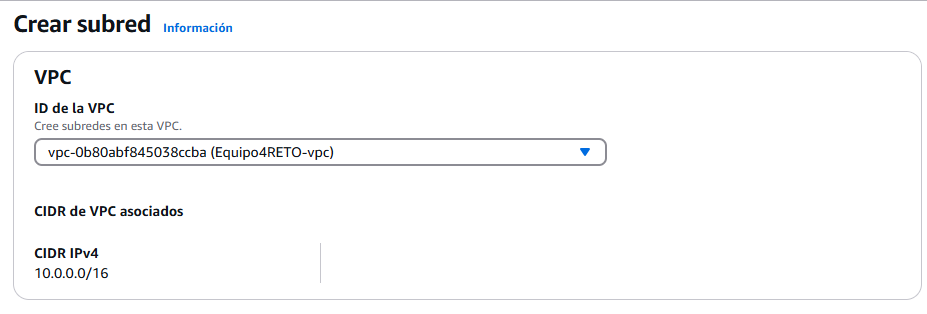 Crear subred Información
VPC
ID de la VPC
Cree subredes en esta VPC.
vpc-0b80abf845038ccba (Equipo4RETO-vpc)
CIDR de VPC asociados
CIDR IPv4
10.0.0.0/16